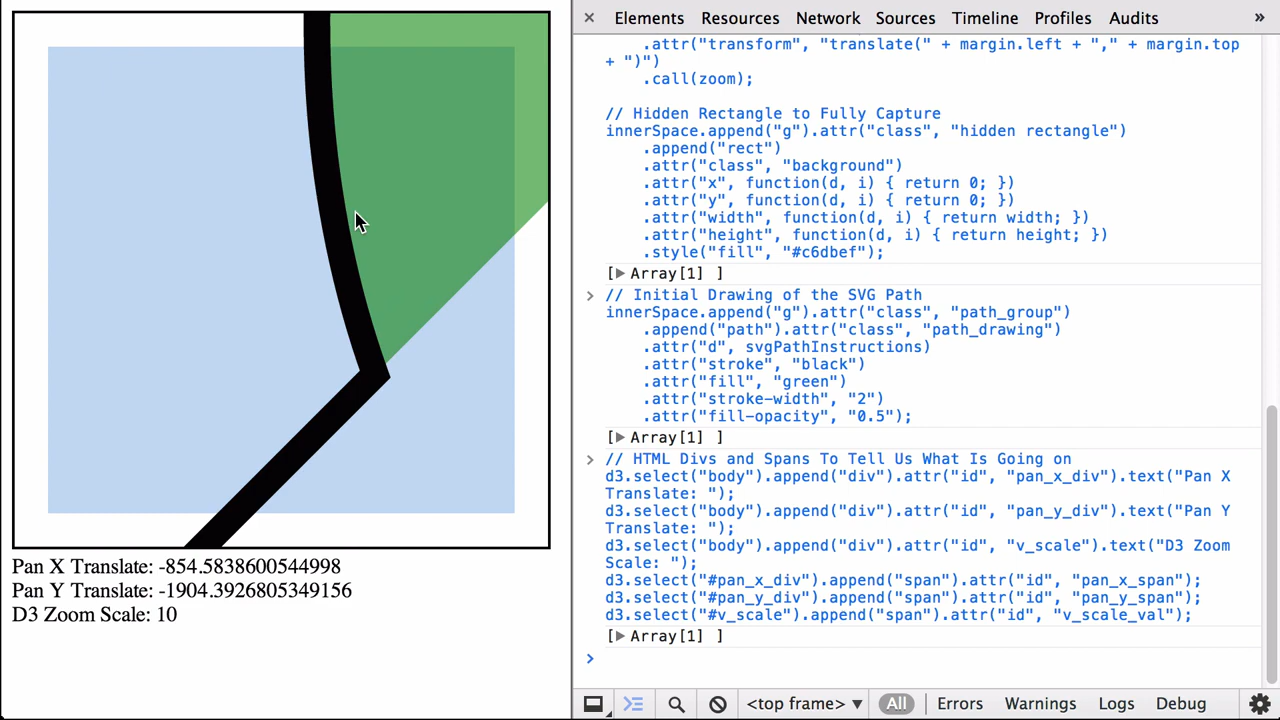 Pan X Translate: -854.5838600544998
Pan Y Translate: -1904.3926805349156
D3 Zoom Scale: 10
× Elements Resources Network Sources Timeline Profiles Audits »
.attr("transform", "translate(" + margin.left + "," + margin.top
+ ")")
.call(zoom);
// Hidden Rectangle to Fully Capture
innerSpace.append("g").attr("class", "hidden rectangle")
.append("rect")
.attr("class", "background")
.attr("x", function(d, i) { return 0; })
.attr("y", function(d, i) { return 0; })
.attr("width", function(d, i) { return width; })
.attr("height", function(d, i) { return height; })
.style("fill", "#c6dbef");
[▶ Array[1] ]
> // Initial Drawing of the SVG Path
innerSpace.append("g").attr("class", "path_group")
.append("path").attr("class", "path_drawing")
.attr("d", svgPathInstructions)
.attr("stroke", "black")
.attr("fill", "green")
.attr("stroke-width", "2")
.attr("fill-opacity", "0.5");
[▶ Array[1] ]
> // HTML Divs and Spans To Tell Us What Is Going on
d3.select("body").append("div").attr("id", "pan_x_div").text("Pan X
Translate: ");
d3.select("body").append("div").attr("id", "pan_y_div").text("Pan Y
Translate: ");
d3.select("body").append("div").attr("id", "v_scale").text("D3 Zoom
Scale: ");
d3.select("#pan_x_div").append("span").attr("id", "pan_x_span");
d3.select("#pan_y_div").append("span").attr("id", "pan_y_span");
d3.select("#v_scale").append("span").attr("id", "v_scale_val");
[▶ Array[1] ]
>
<top frame> ▼ All Errors Warnings Logs Debug